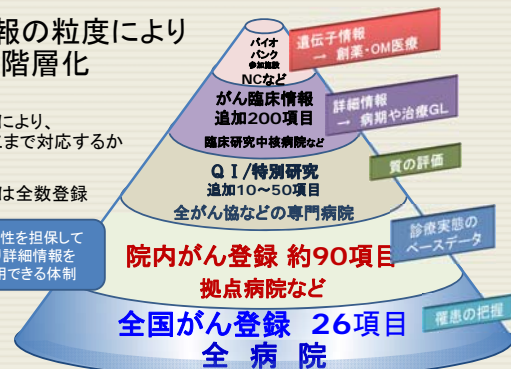 報の粒度により
階層化
により、
こまで対応するか
は全数登録
性を担保して
詳細情報を
用できる体制
バイオ
バンク
参加施設
NCなど
がん臨床情報
追加200項目
臨床研究中核病院など
QI/特別研究
追加10～50項目
全がん協などの専門病院
院内がん登録 約90項目
拠点病院など
全国がん登録 26項目
全 病 院
遺伝子情報
→ 創薬・OM医療
詳細情報
→ 病期や治療GL
質の評価
診療実態の
ベースデータ
罹患の把握